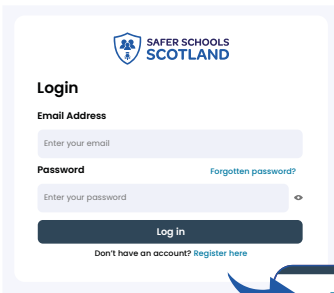 SAFER SCHOOLS
SCOTLAND
Login
Email Address
Enter your email
Password Forgotten password?
Enter your password
Log in
Don't have an account? Register here